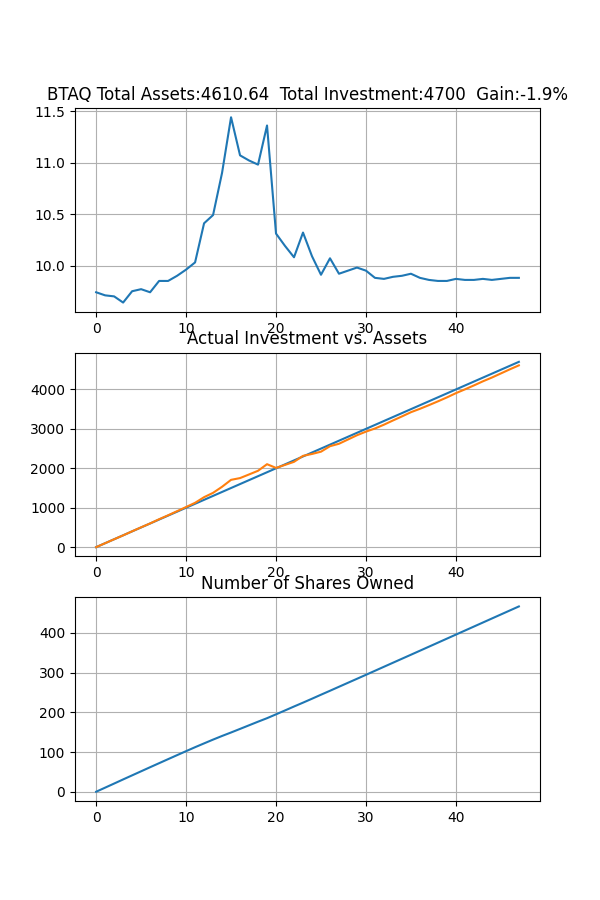 BTAQ Total Assets:4610.64  Total Investment:4700  Gain:-1.9%
11.5
11.0
10.5
10.0
0 10 20 30 40
Actual Investment vs. Assets
4000
3000
2000
1000
0
0 10 20 30 40
Number of Shares Owned
400
300
200
100
0
0 10 20 30 40